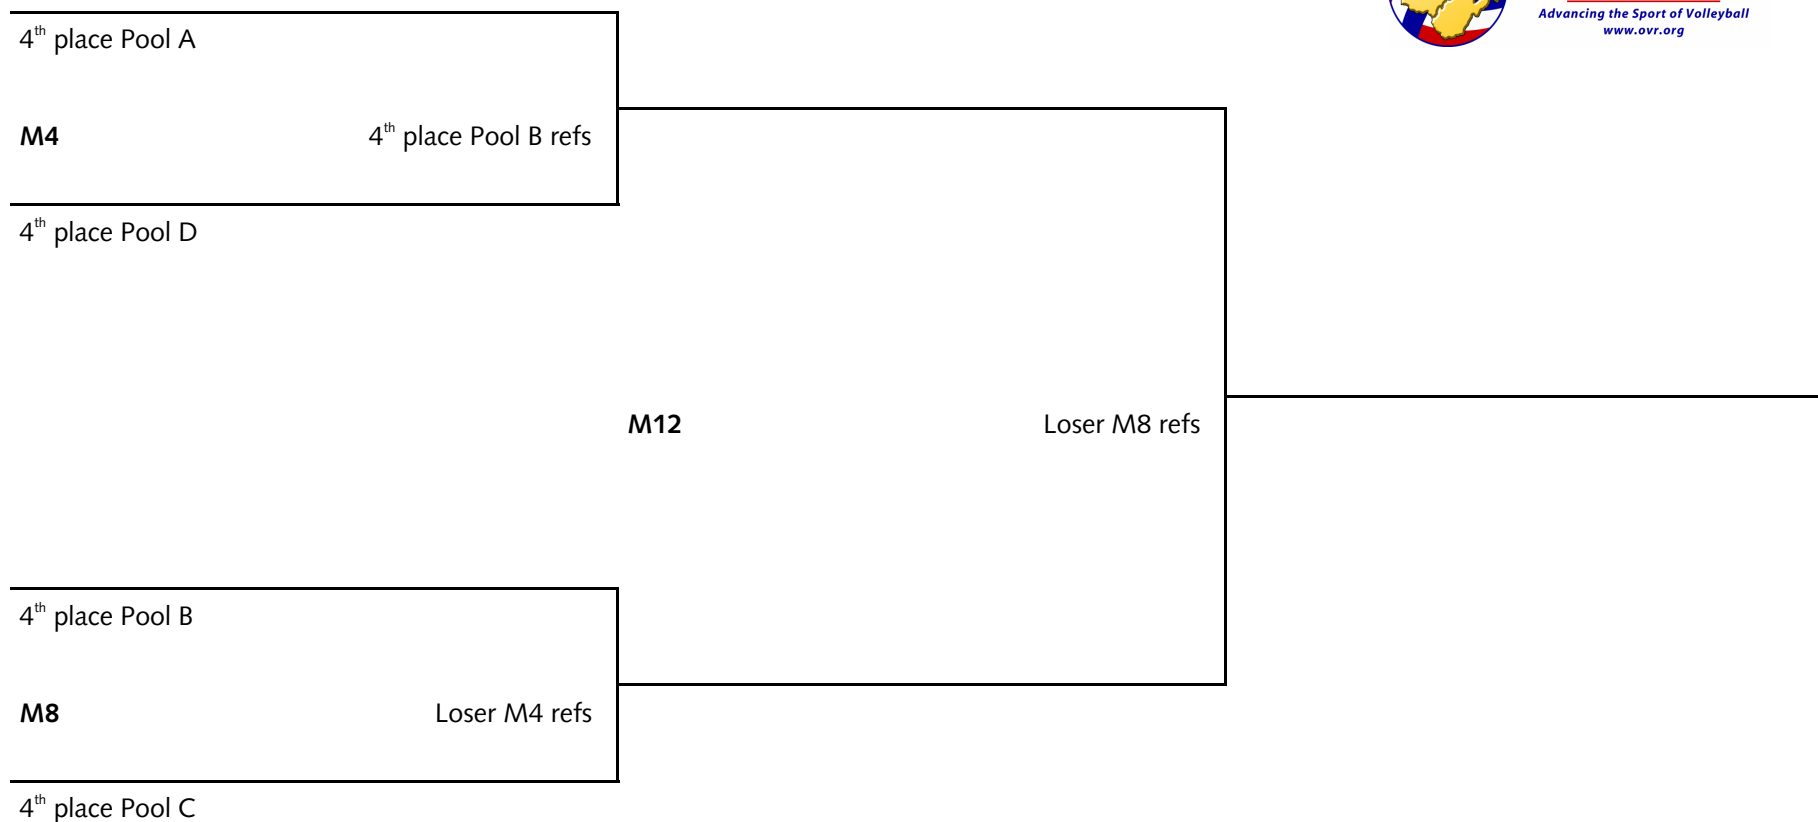 Advancing the Sport of Volleyball
www.ovr.org
4th place Pool A
M4 4th place Pool B refs
4th place Pool D
M12 Loser M8 refs
4th place Pool B
M8 Loser M4 refs
4th place Pool C